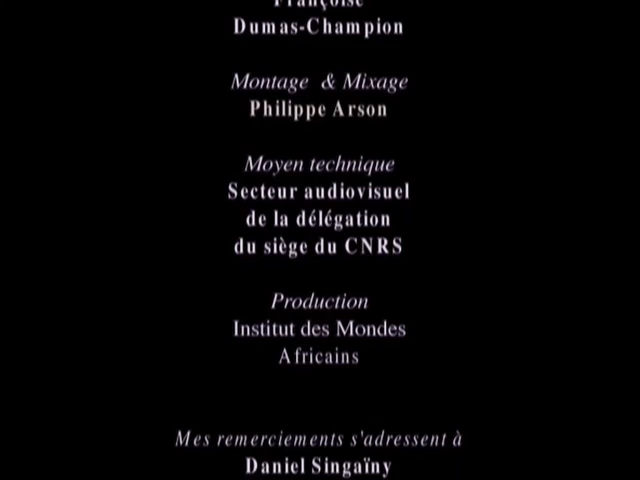 Françoise
Dumas-Champion
Montage & Mixage
Philippe Arson
Moyen technique
Secteur audiovisuel
de la délégation
du siège du CNRS
Production
Institut des Mondes
Africains
Mes remerciements s'adressent à
Daniel Singaïny